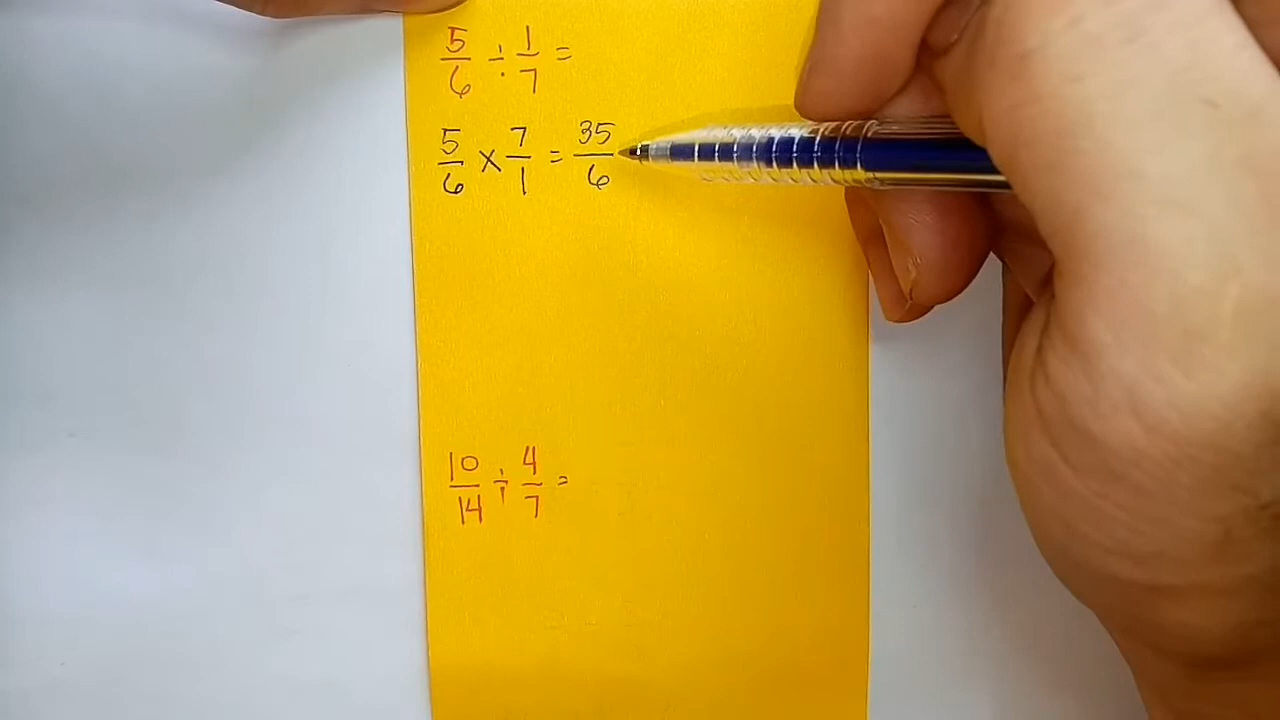 5/6 ÷ 1/7 =
5/6 × 7/1 = 35/6
10/14 ÷ 4/7 =